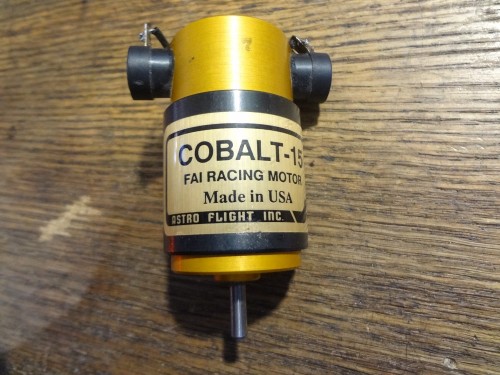 COBALT-15
FAI RACING MOTOR
Made in USA
ASTRO FLIGHT INC.